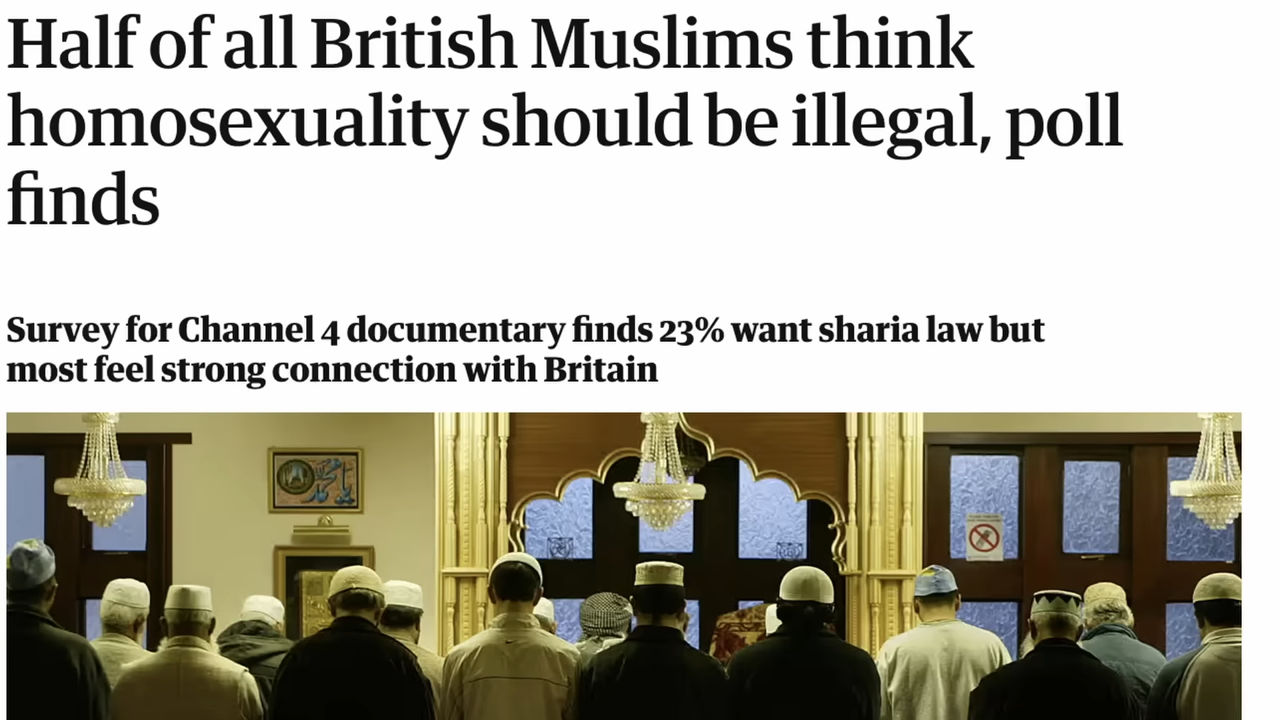 Half of all British Muslims think
homosexuality should be illegal, poll
finds
Survey for Channel 4 documentary finds 23% want sharia law but
most feel strong connection with Britain